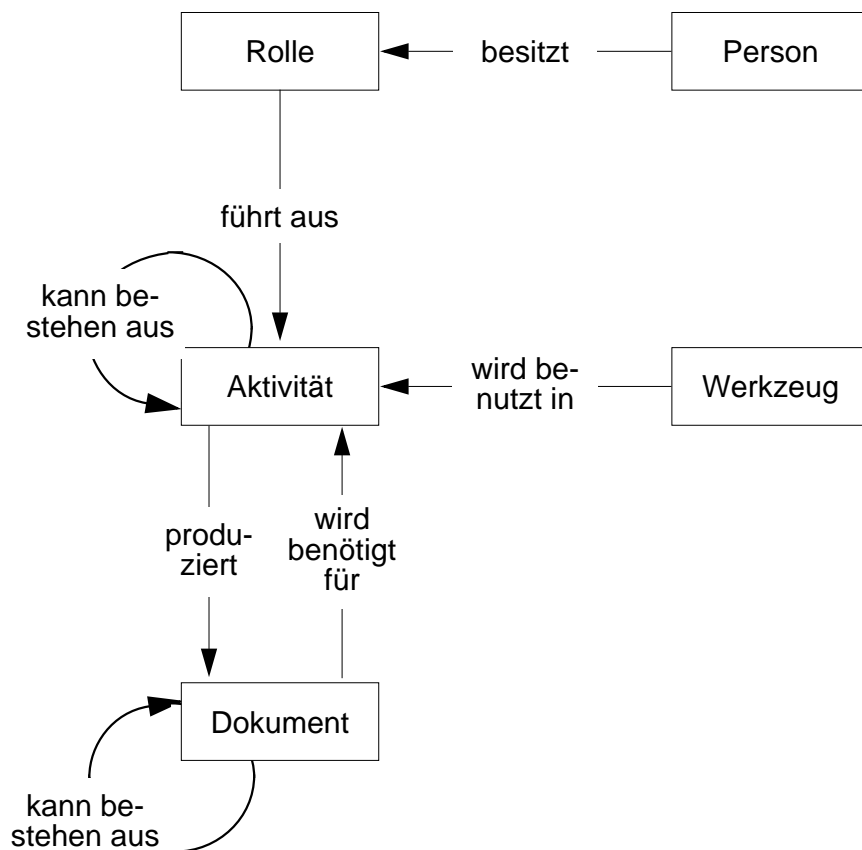 Rolle
besitzt
Person
führt aus
kann be-
stehen aus
Aktivität
wird be-
nutzt in
Werkzeug
produ-
ziert
wird
benötigt
für
Dokument
kann be-
stehen aus